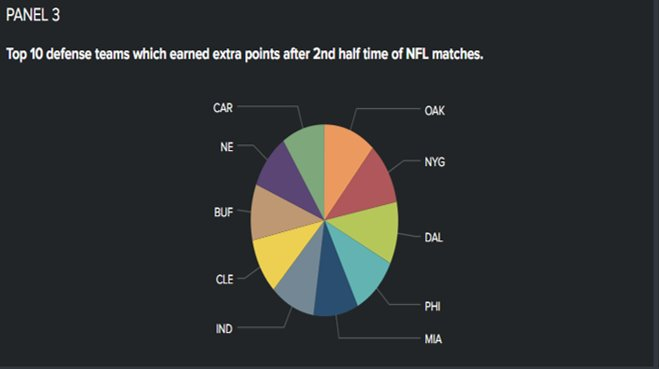 PANEL 3
Top 10 defense teams which earned extra points after 2nd half time of NFL matches.
CAR
OAK
NE
NYG
BUF
DAL
CLE
PHI
IND
MIA